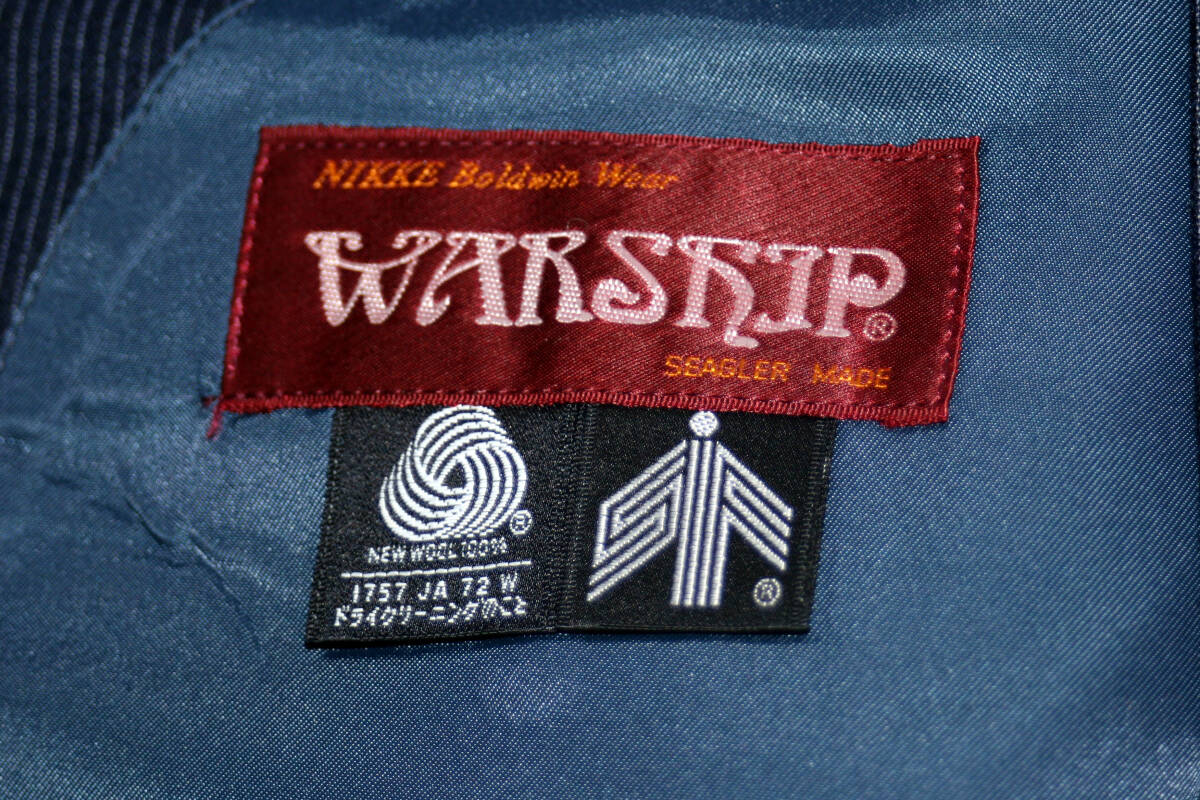 NIKKE Boldwin Wear
WARSHIP®
SSAGLER MADE
®
NEW WOOL 100%
1757 JA 72 W
ドライクリーニングのこと
®